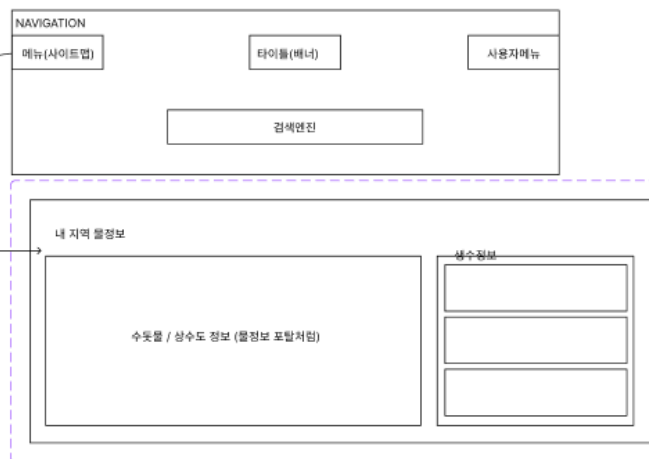 NAVIGATION
메뉴(사이트맵)
타이틀(배너)
사용자메뉴
검색엔진
내 지역 물정보
생수정보
수돗물 / 상수도 정보 (물정보 포탈처럼)